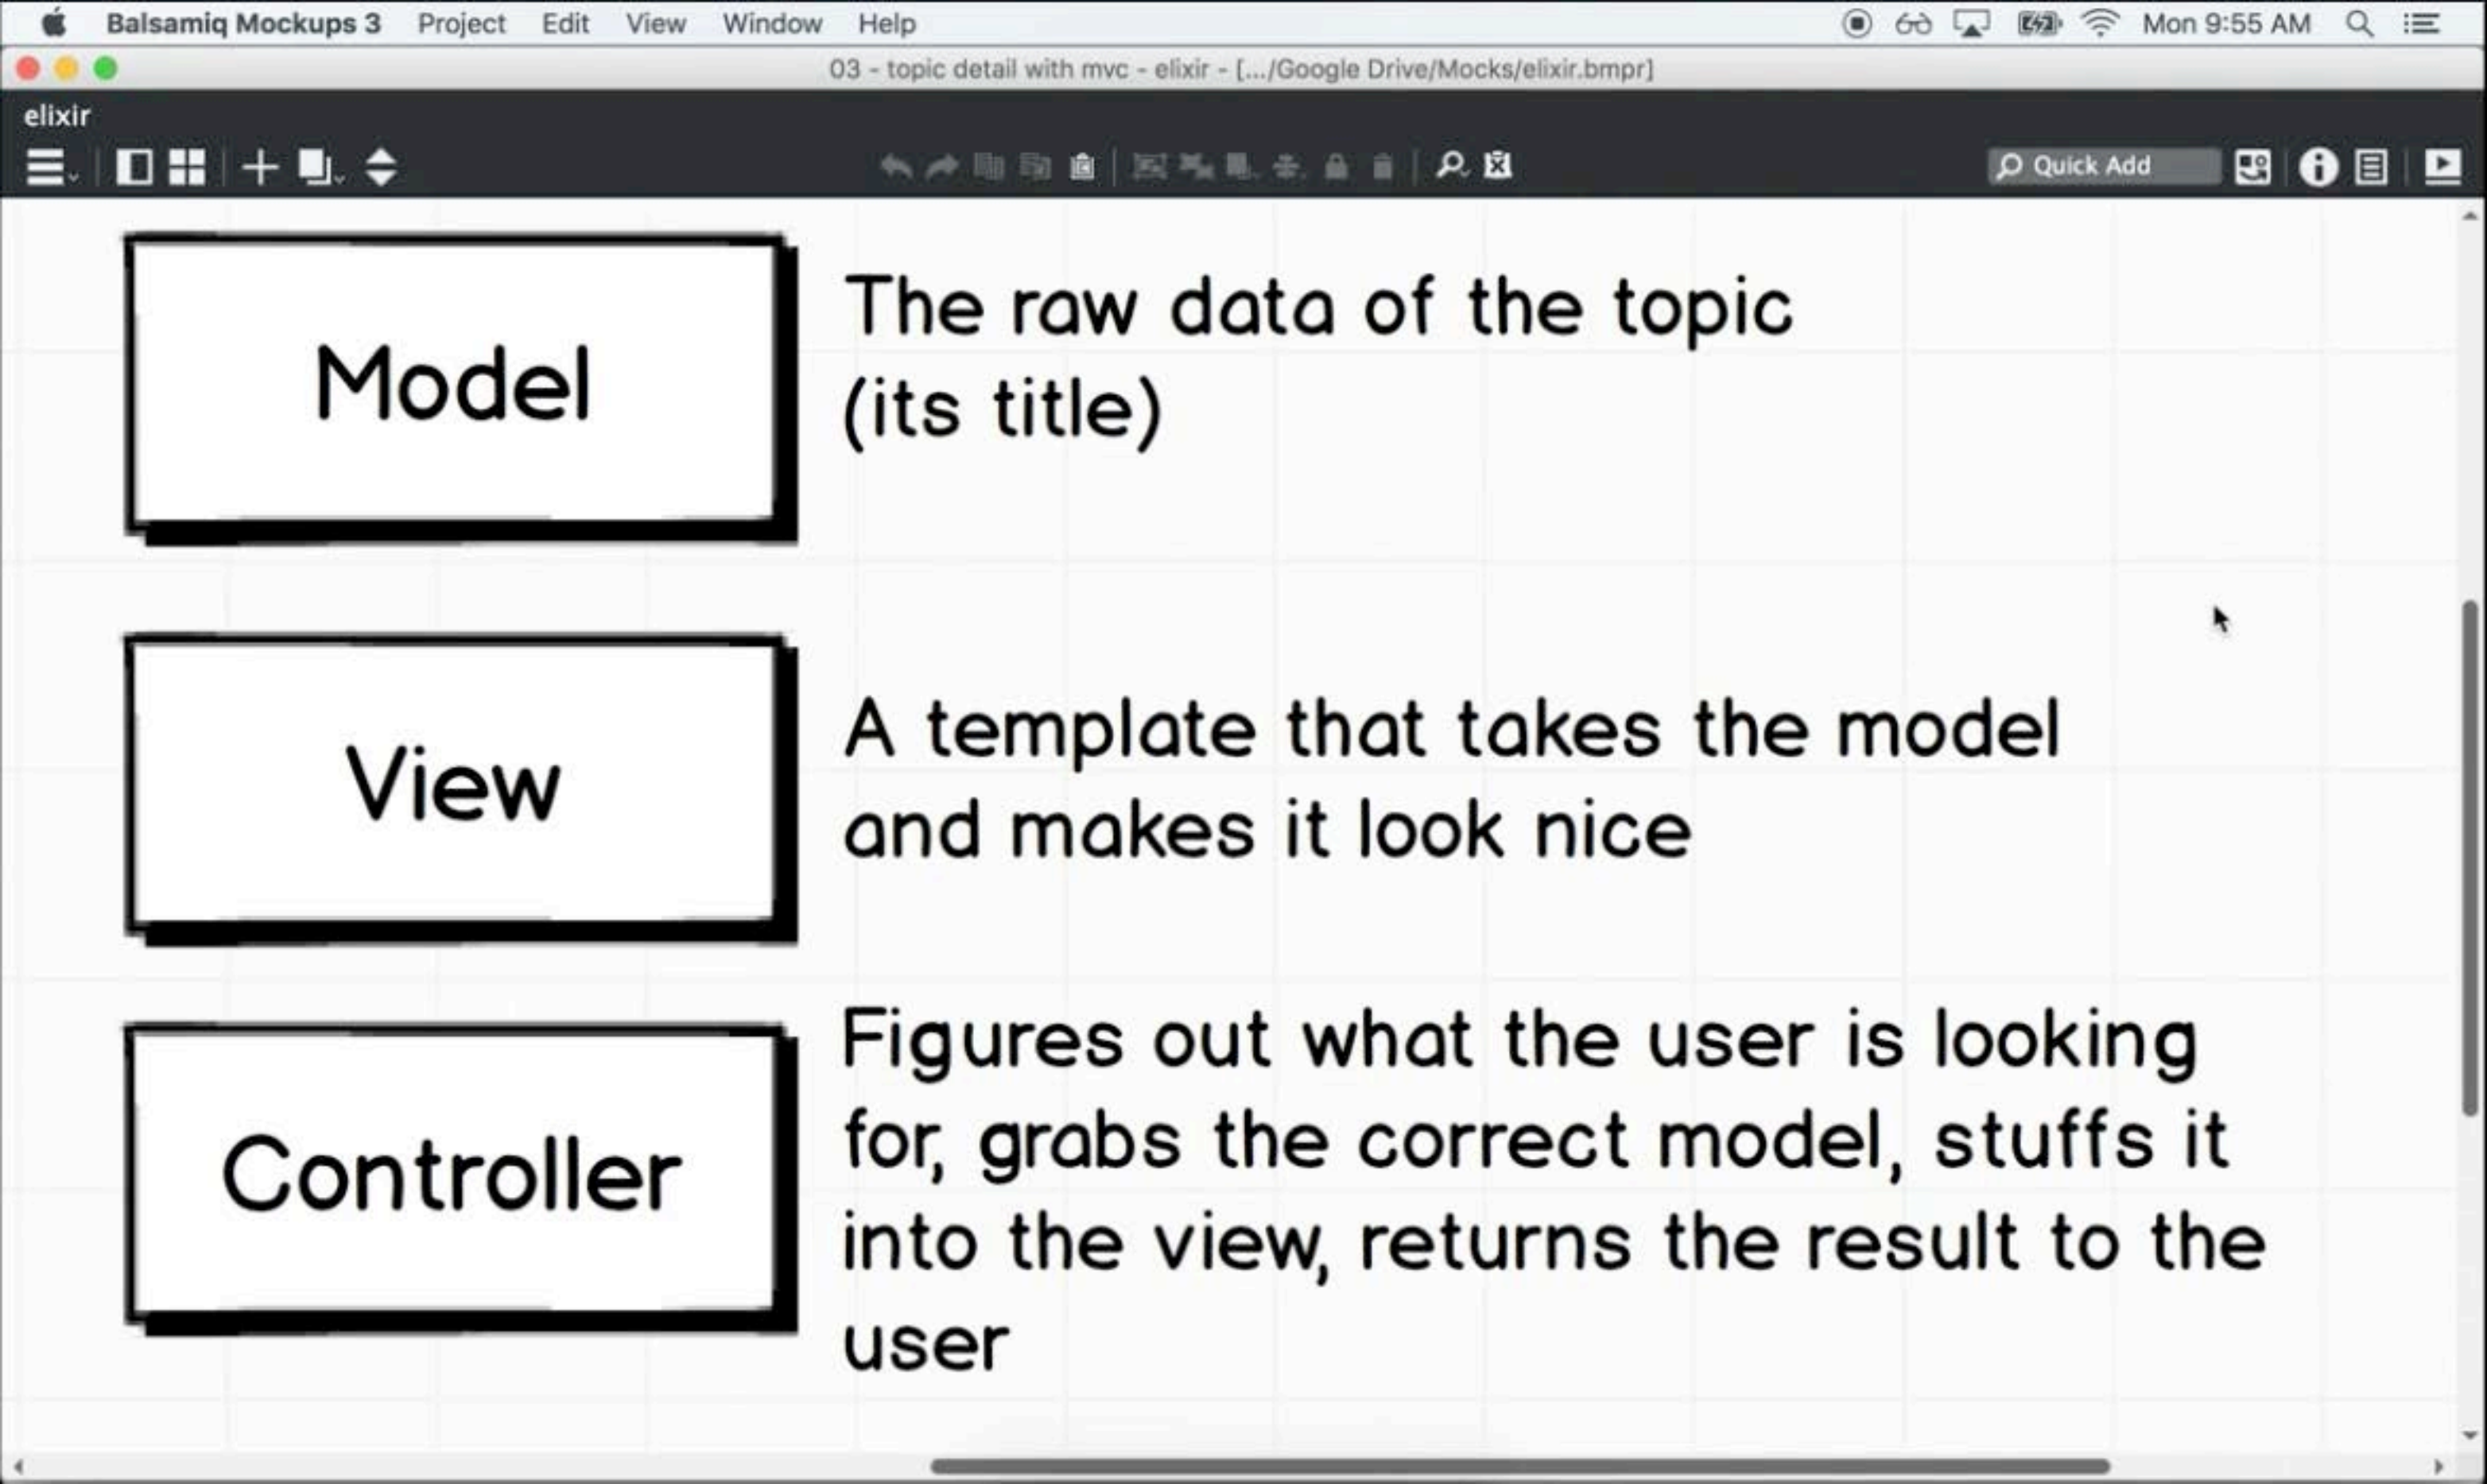 Balsamiq Mockups 3 Project Edit View Window Help Mon 9:55 AM
03 - topic detail with mvc - elixir - [.../Google Drive/Mocks/elixir.bmpr]
elixir
Quick Add
Model
The raw data of the topic
(its title)
View
A template that takes the model
and makes it look nice
Controller
Figures out what the user is looking
for, grabs the correct model, stuffs it
into the view, returns the result to the
user